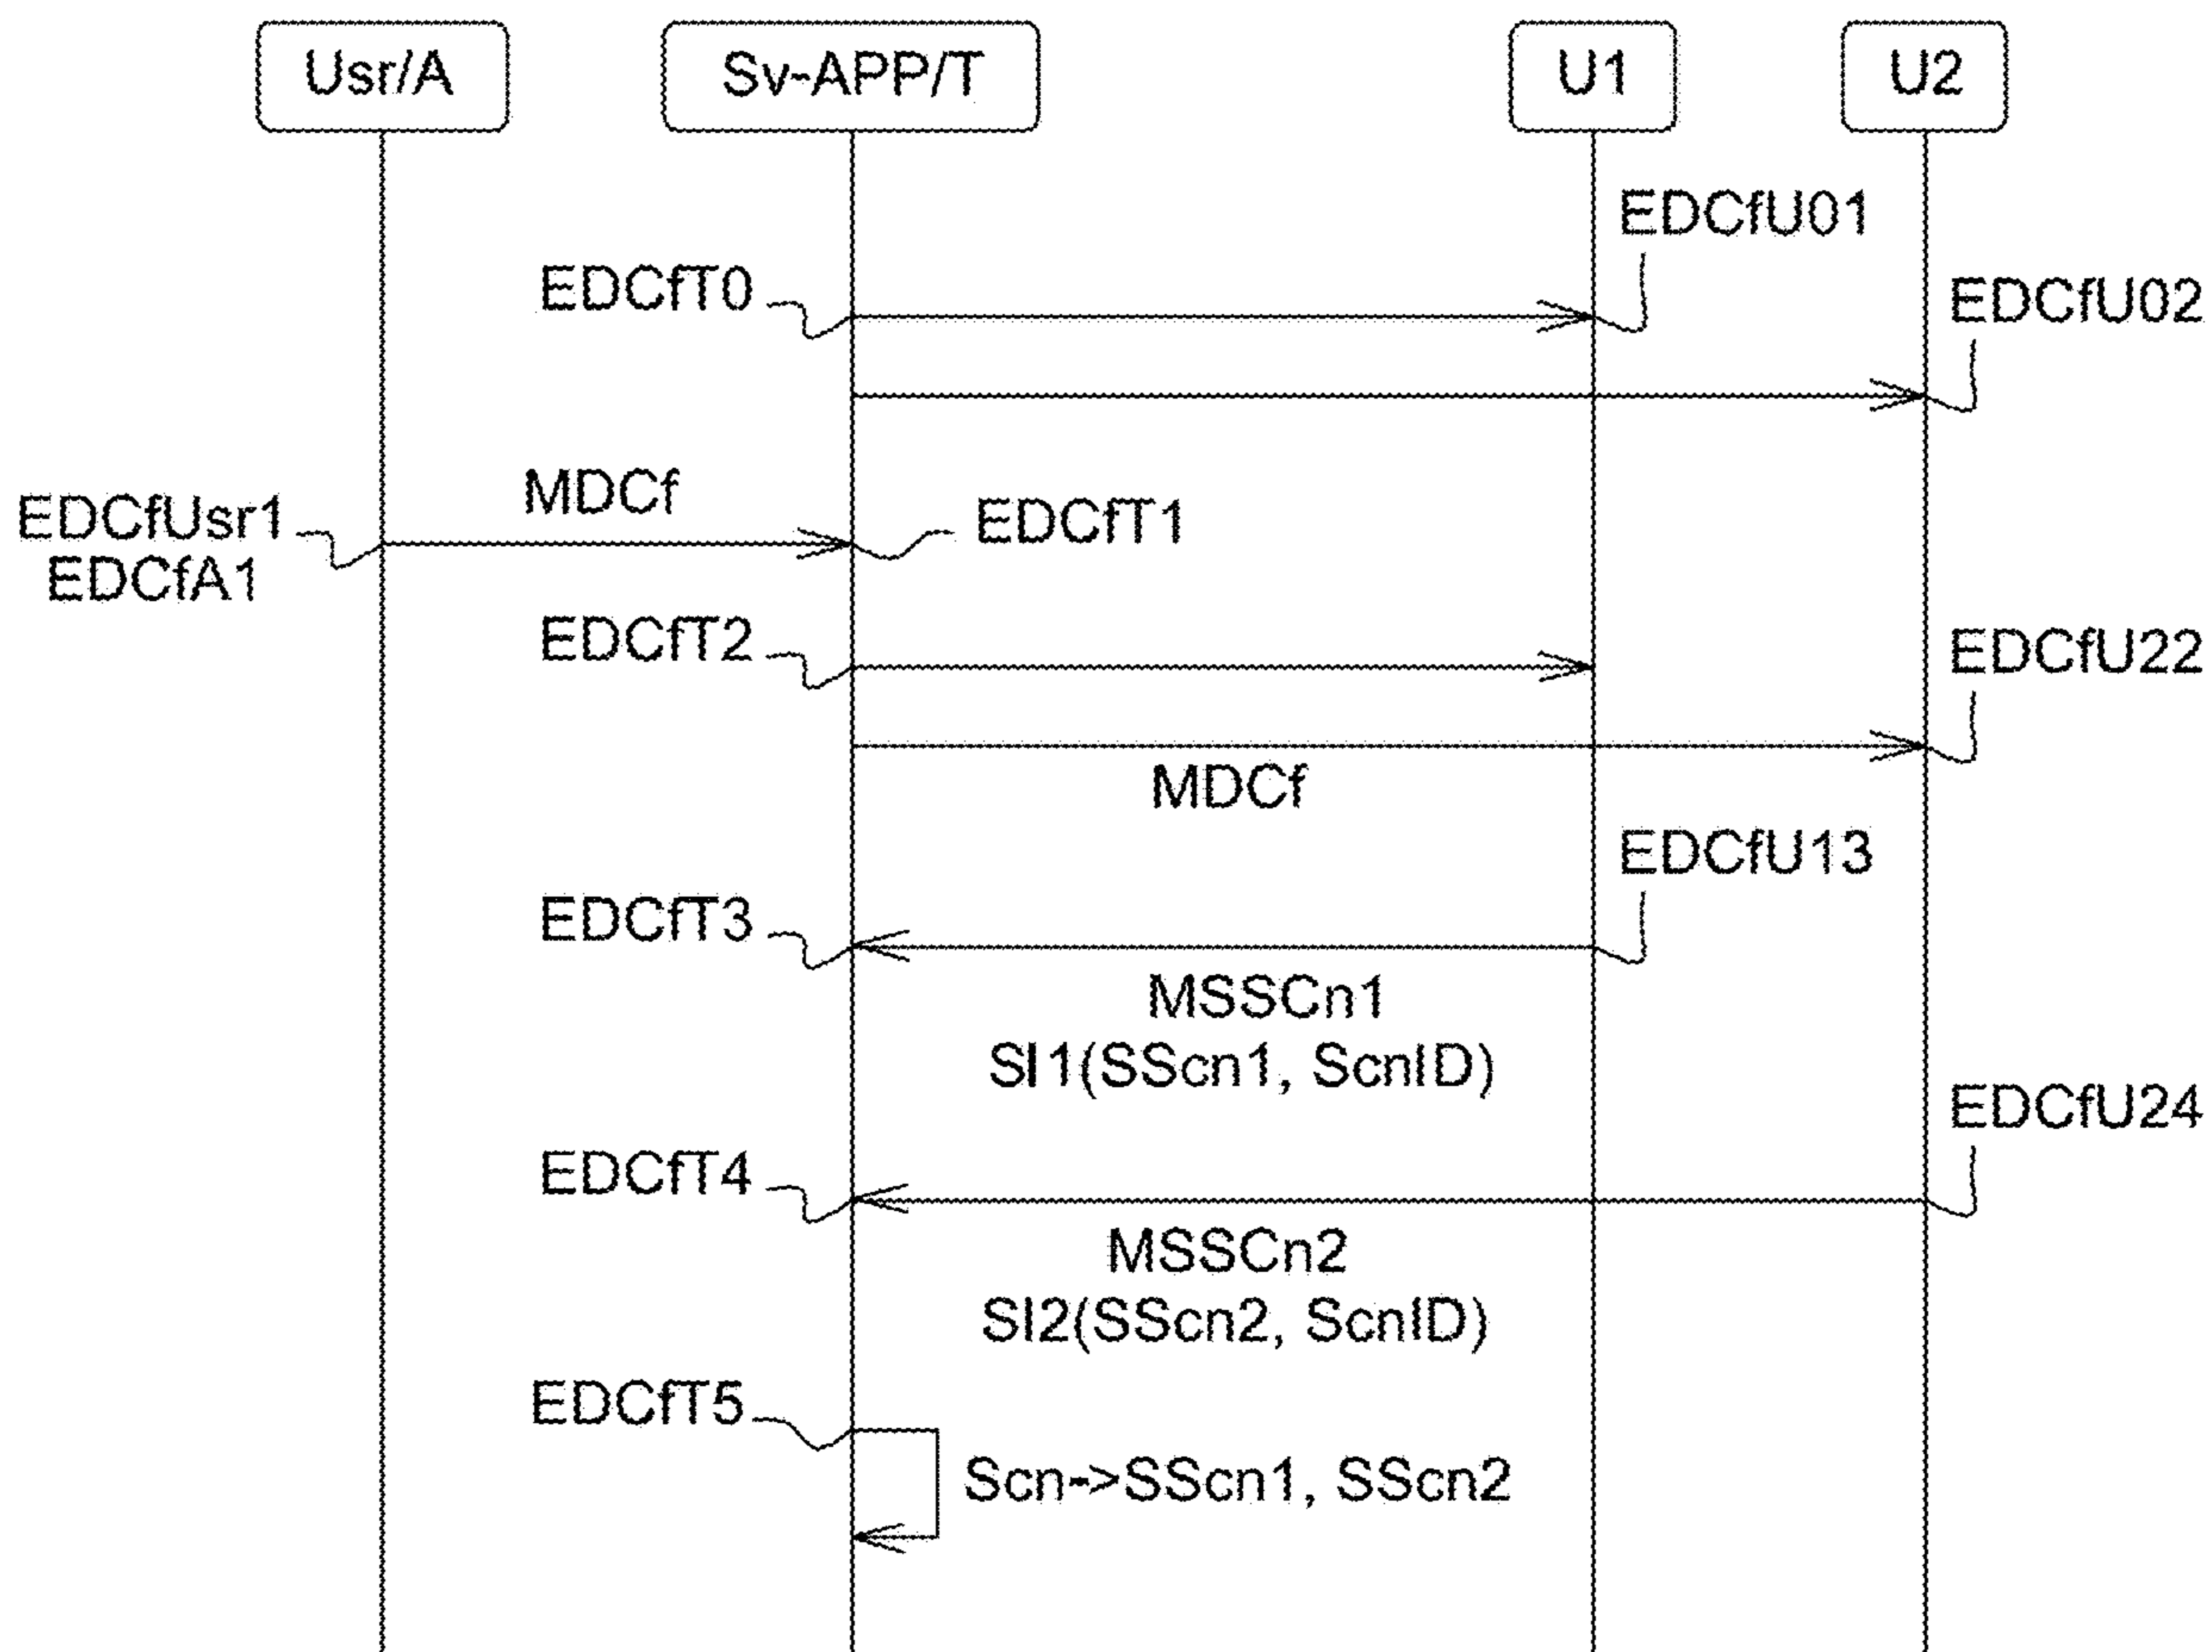 Usr/A
Sv-APP/T
U1
U2
EDCfU01
EDCfT0
EDCfU02
MDCf
EDCfUsr1
EDCfA1
EDCfT1
EDCfT2
EDCfU22
MDCf
EDCfU13
EDCfT3
MSSCn1
SI1(SScn1, ScnID)
EDCfU24
EDCfT4
MSSCn2
SI2(SScn2, ScnID)
EDCfT5
Scn->SScn1, SScn2